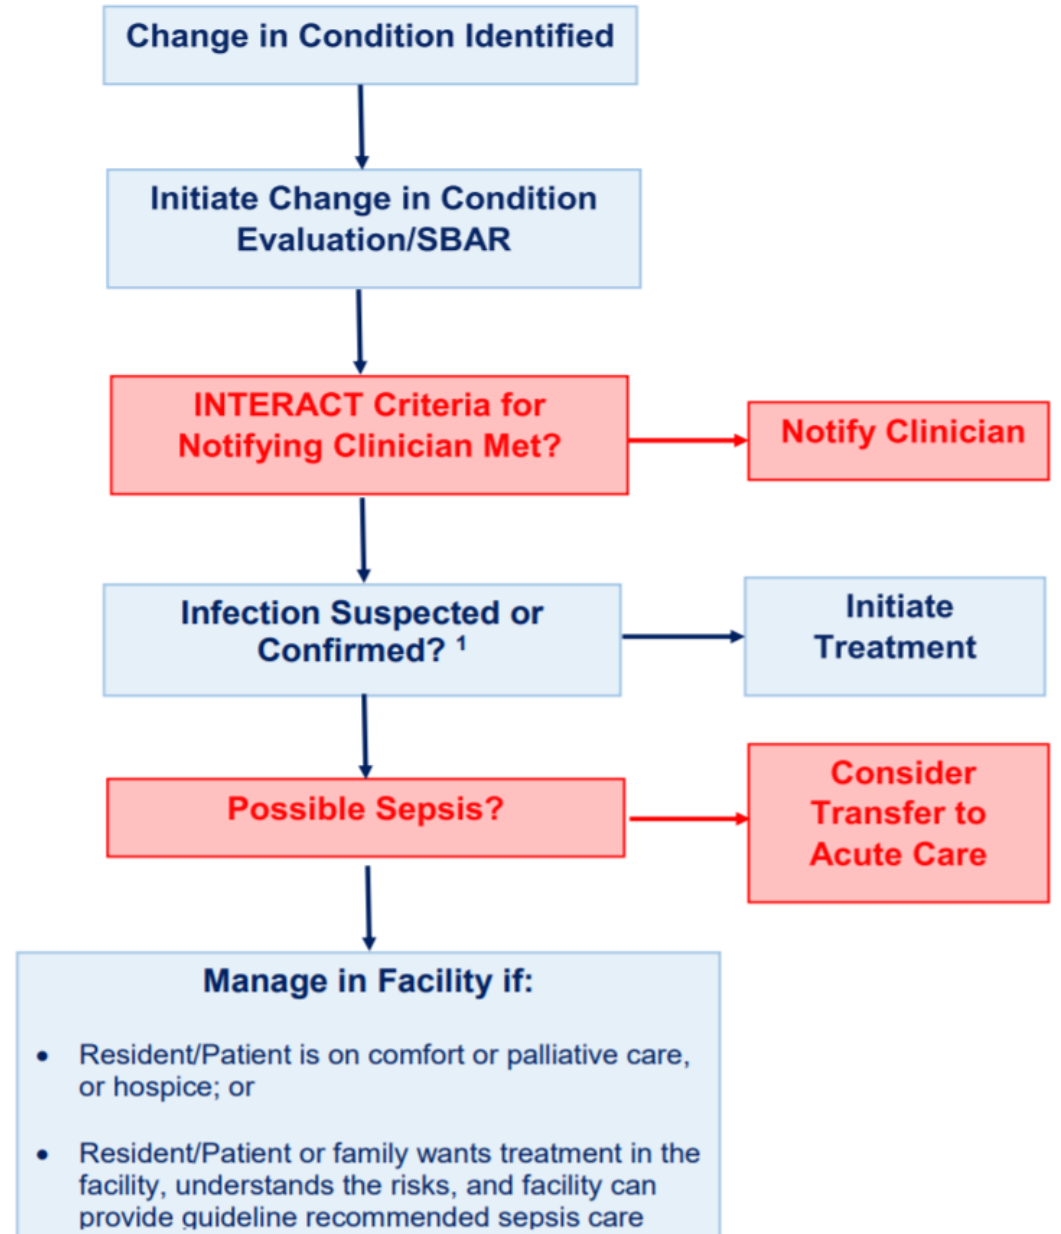 Change in Condition Identified
Initiate Change in Condition
Evaluation/SBAR
INTERACT Criteria for
Notifying Clinician Met?
Notify Clinician
Infection Suspected or
Confirmed? ¹
Initiate
Treatment
Possible Sepsis?
Consider
Transfer to
Acute Care
Manage in Facility if:
• Resident/Patient is on comfort or palliative care,
or hospice; or
• Resident/Patient or family wants treatment in the
facility, understands the risks, and facility can
provide guideline recommended sepsis care